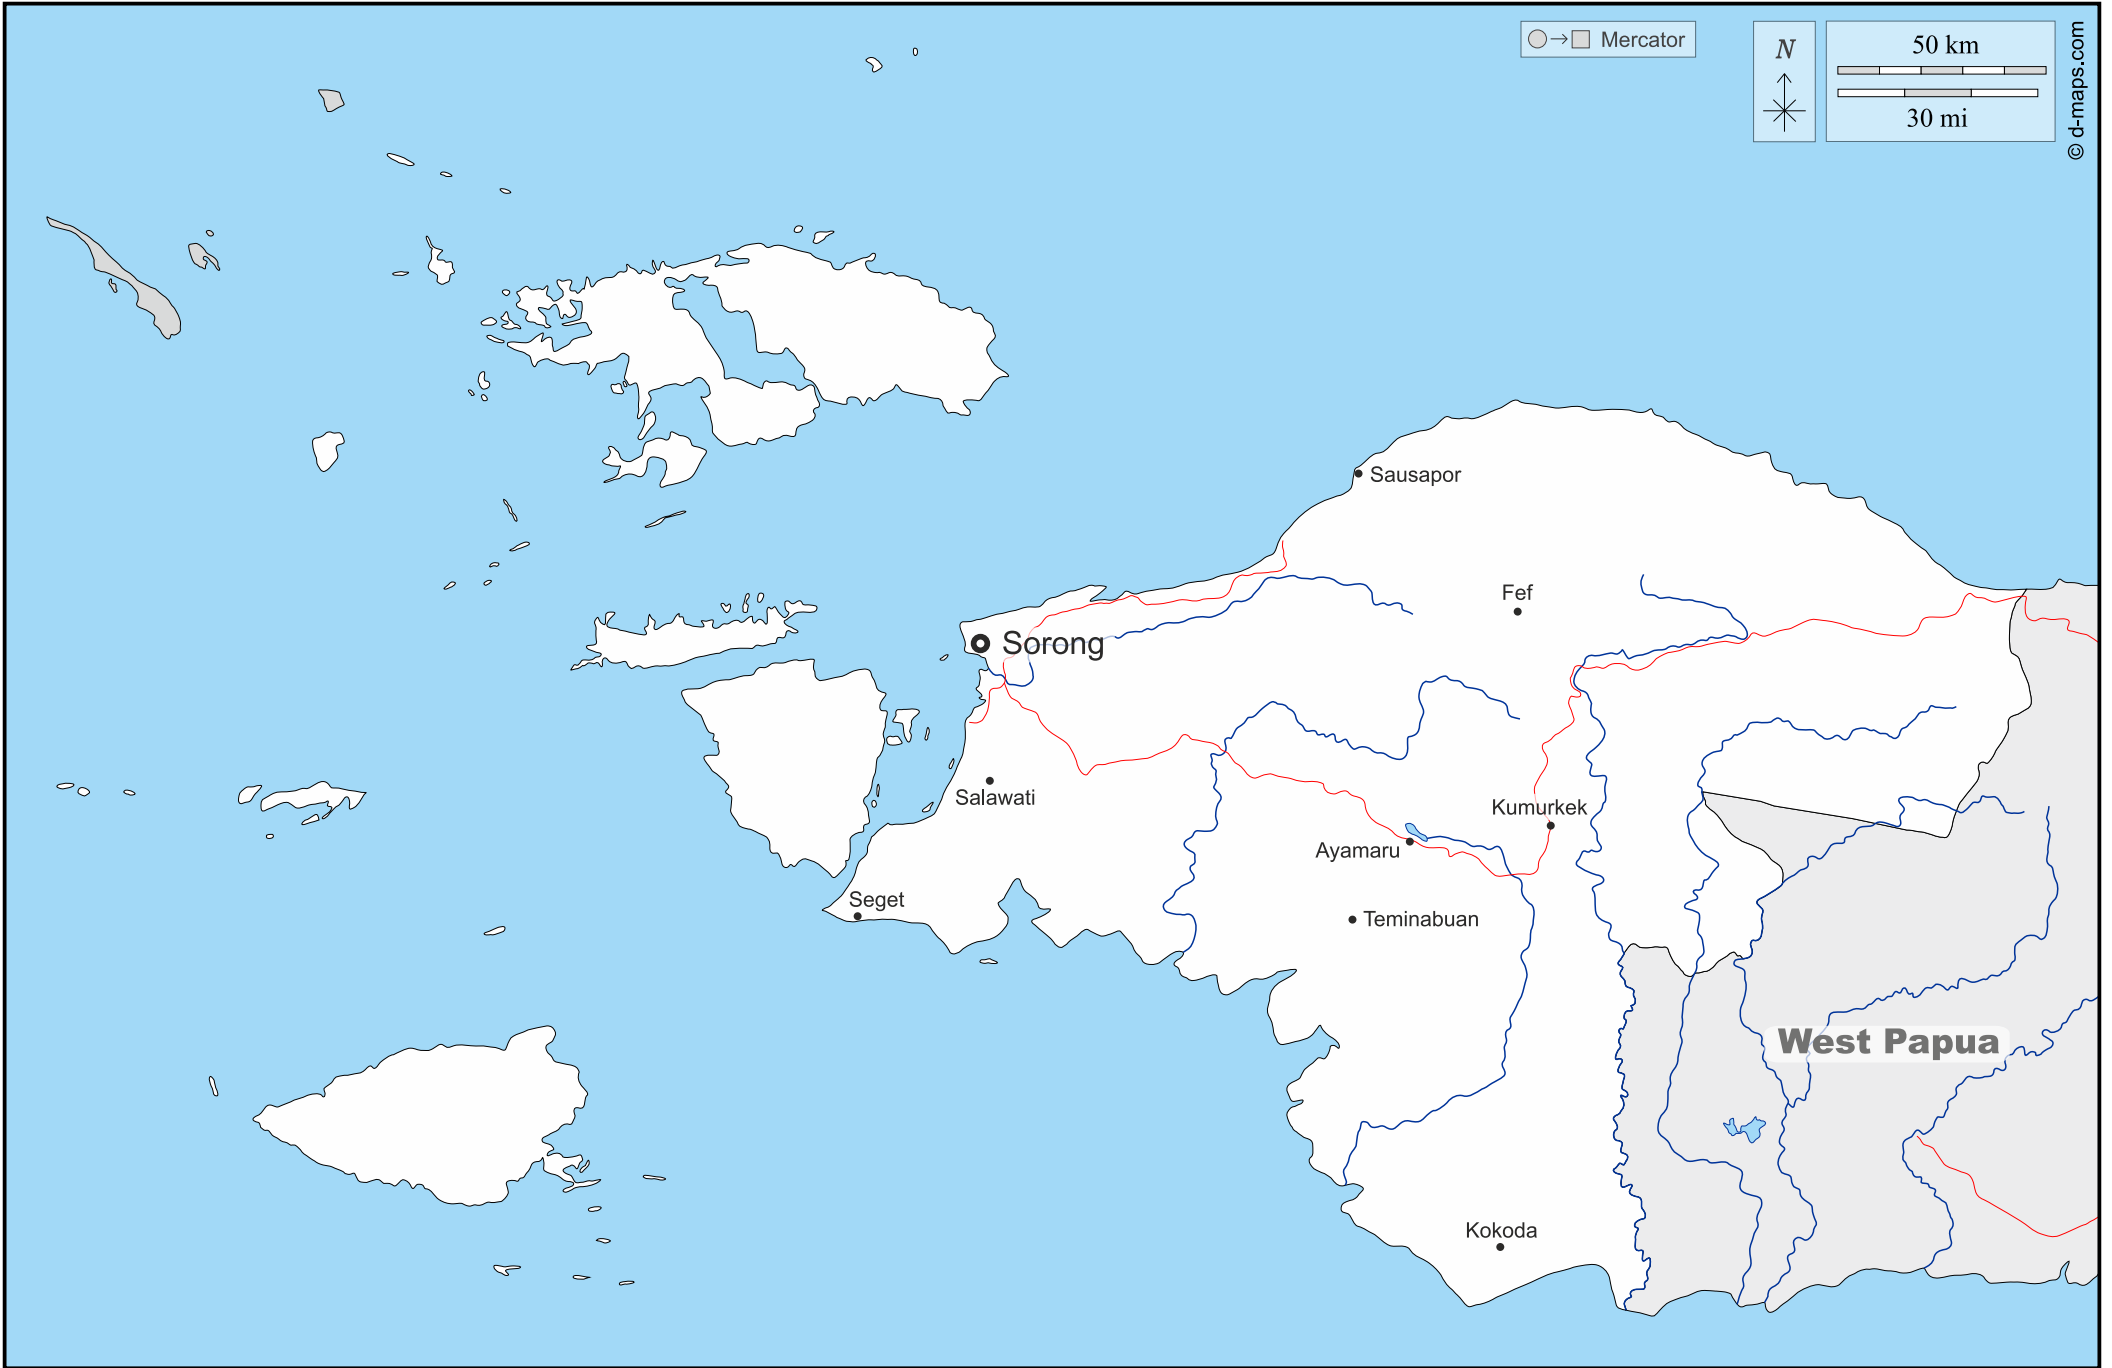 Mercator
N
50 km
30 mi
© d-maps.com
Sausapor
Fef
Sorong
Salawati
Kumurkek
Ayamaru
Seget
Teminabuan
West Papua
Kokoda